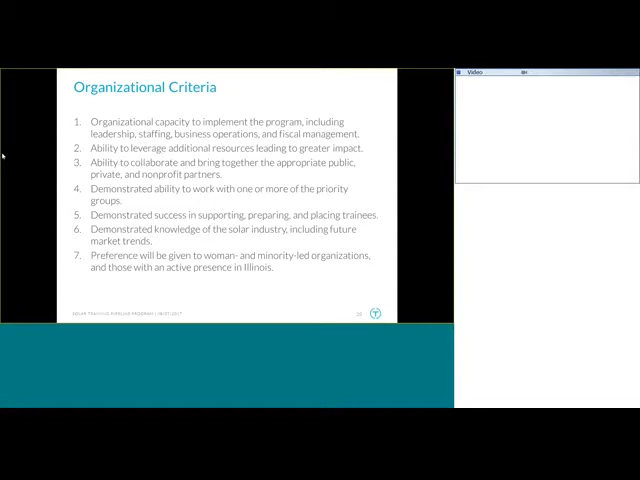 Video
Organizational Criteria
1. Organizational capacity to implement the program, including
leadership, staffing, business operations, and fiscal management.
2. Ability to leverage additional resources leading to greater impact.
3. Ability to collaborate and bring together the appropriate public,
private, and nonprofit partners.
4. Demonstrated ability to work with one or more of the priority
groups.
5. Demonstrated success in supporting, preparing, and placing trainees.
6. Demonstrated knowledge of the solar industry, including future
market trends.
7. Preference will be given to woman- and minority-led organizations,
and those with an active presence in Illinois.
SOLAR TRAINING PIPELINE PROGRAM